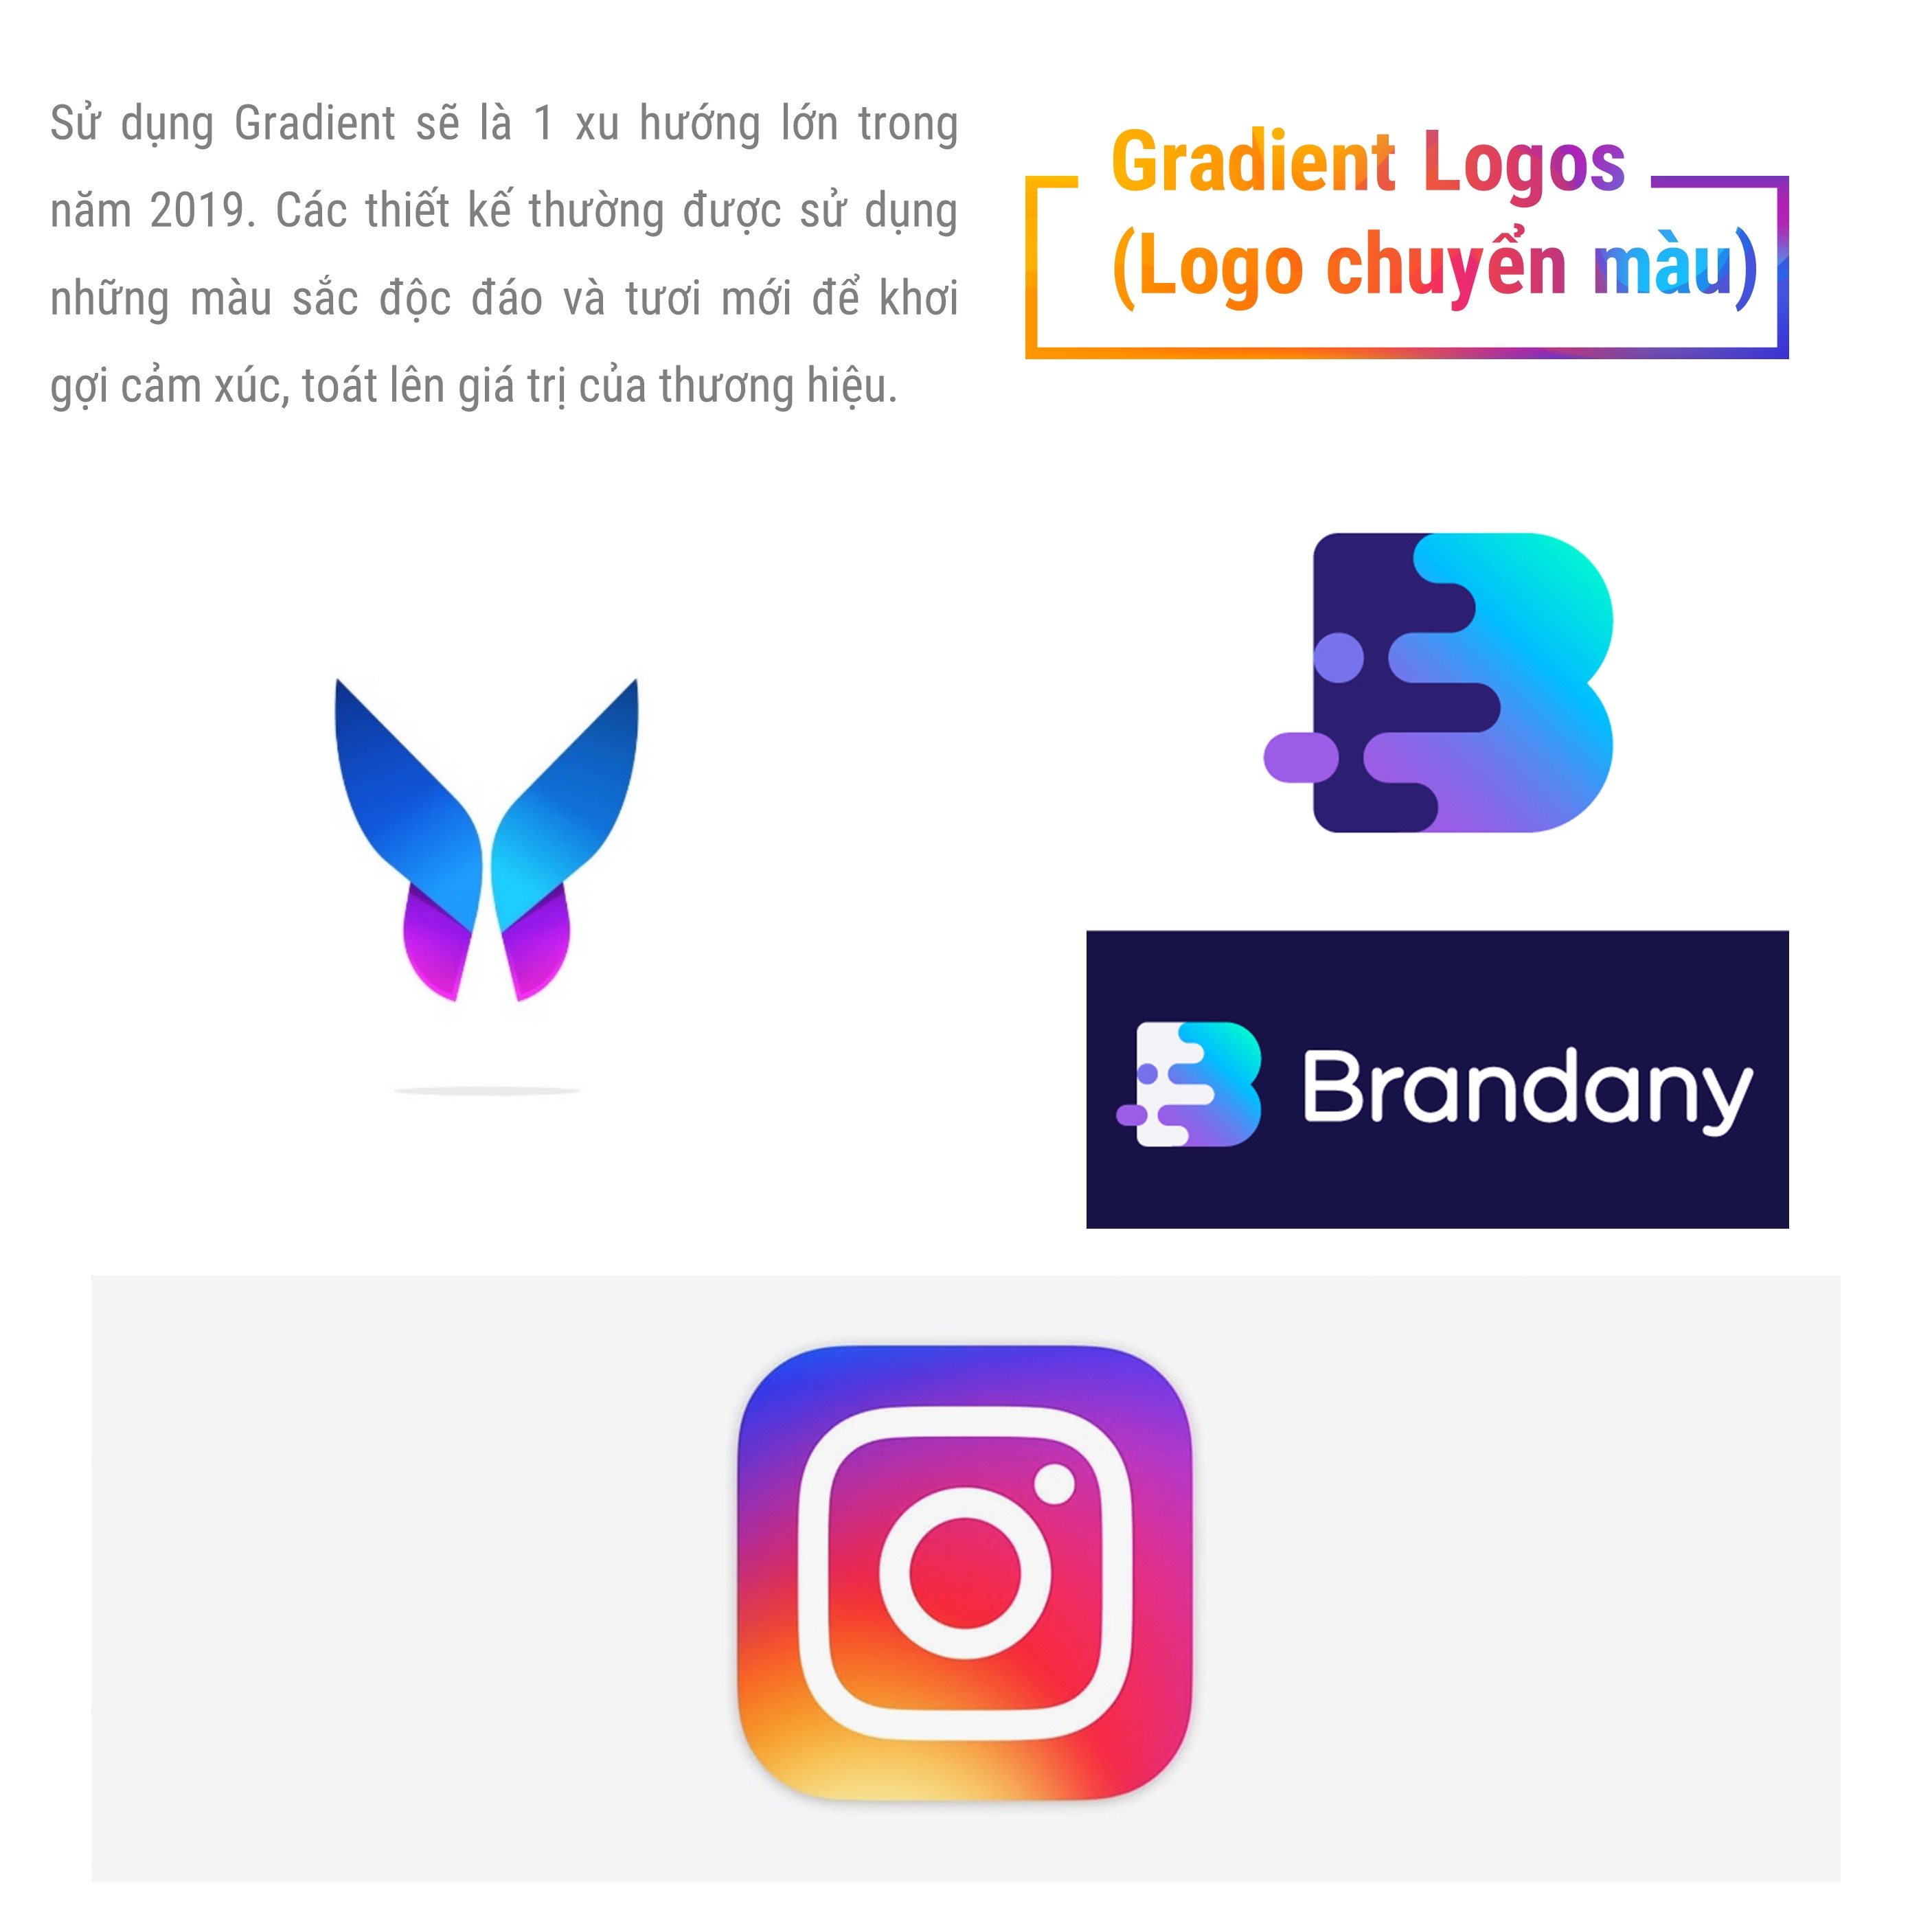 Sử dụng Gradient sẽ là 1 xu hướng lớn trong
năm 2019. Các thiết kế thường được sử dụng
những màu sắc độc đáo và tươi mới để khơi
gợi cảm xúc, toát lên giá trị của thương hiệu.
Gradient Logos
(Logo chuyển màu)
Brandany